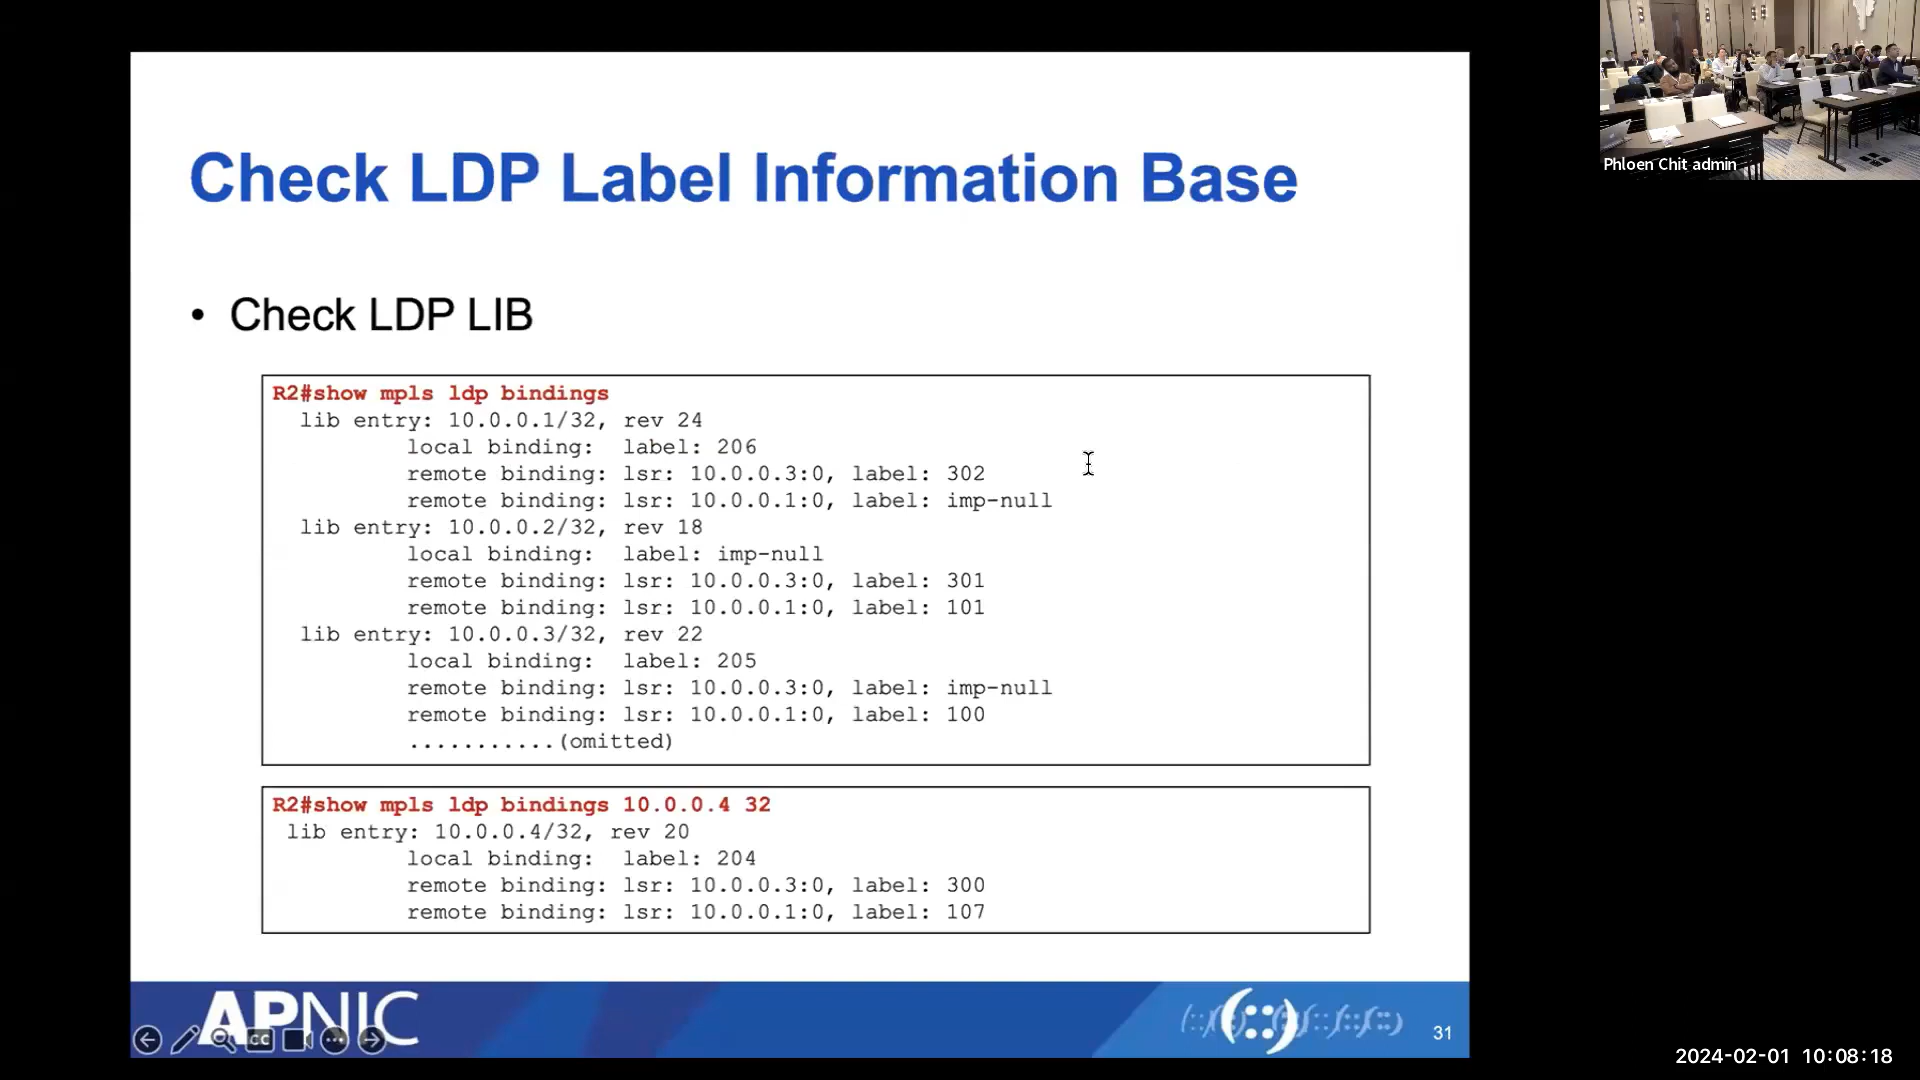 Check LDP Label Information Base
• Check LDP LIB
R2#show mpls ldp bindings
lib entry: 10.0.0.1/32, rev 24
local binding:  label: 206
remote binding: lsr: 10.0.0.3:0, label: 302
remote binding: lsr: 10.0.0.1:0, label: imp-null
lib entry: 10.0.0.2/32, rev 18
local binding:  label: imp-null
remote binding: lsr: 10.0.0.3:0, label: 301
remote binding: lsr: 10.0.0.1:0, label: 101
lib entry: 10.0.0.3/32, rev 22
local binding:  label: 205
remote binding: lsr: 10.0.0.3:0, label: imp-null
remote binding: lsr: 10.0.0.1:0, label: 100
...........(omitted)
R2#show mpls ldp bindings 10.0.0.4 32
lib entry: 10.0.0.4/32, rev 20
local binding:  label: 204
remote binding: lsr: 10.0.0.3:0, label: 300
remote binding: lsr: 10.0.0.1:0, label: 107
APNIC
CC
31
Phloen Chit admin
2024-02-01 10:08:18